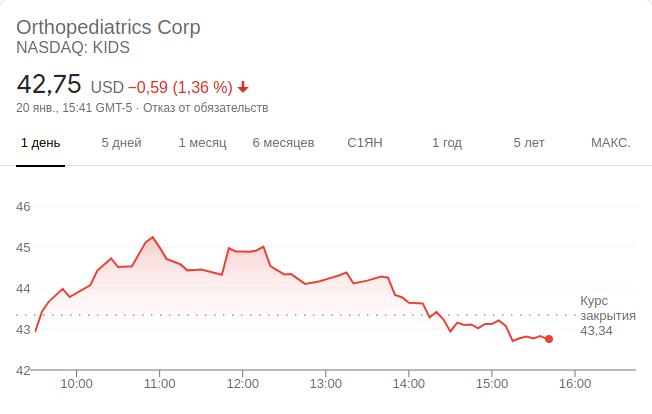 Orthopediatrics Corp
NASDAQ: KIDS
42,75 USD −0,59 (1,36 %)
20 янв., 15:41 GMT-5 · Отказ от обязательств
1 день 5 дней 1 месяц 6 месяцев С1ЯН 1 год 5 лет МАКС.
46
45
44
Курс
закрытия
43,34
43
42
10:00 11:00 12:00 13:00 14:00 15:00 16:00